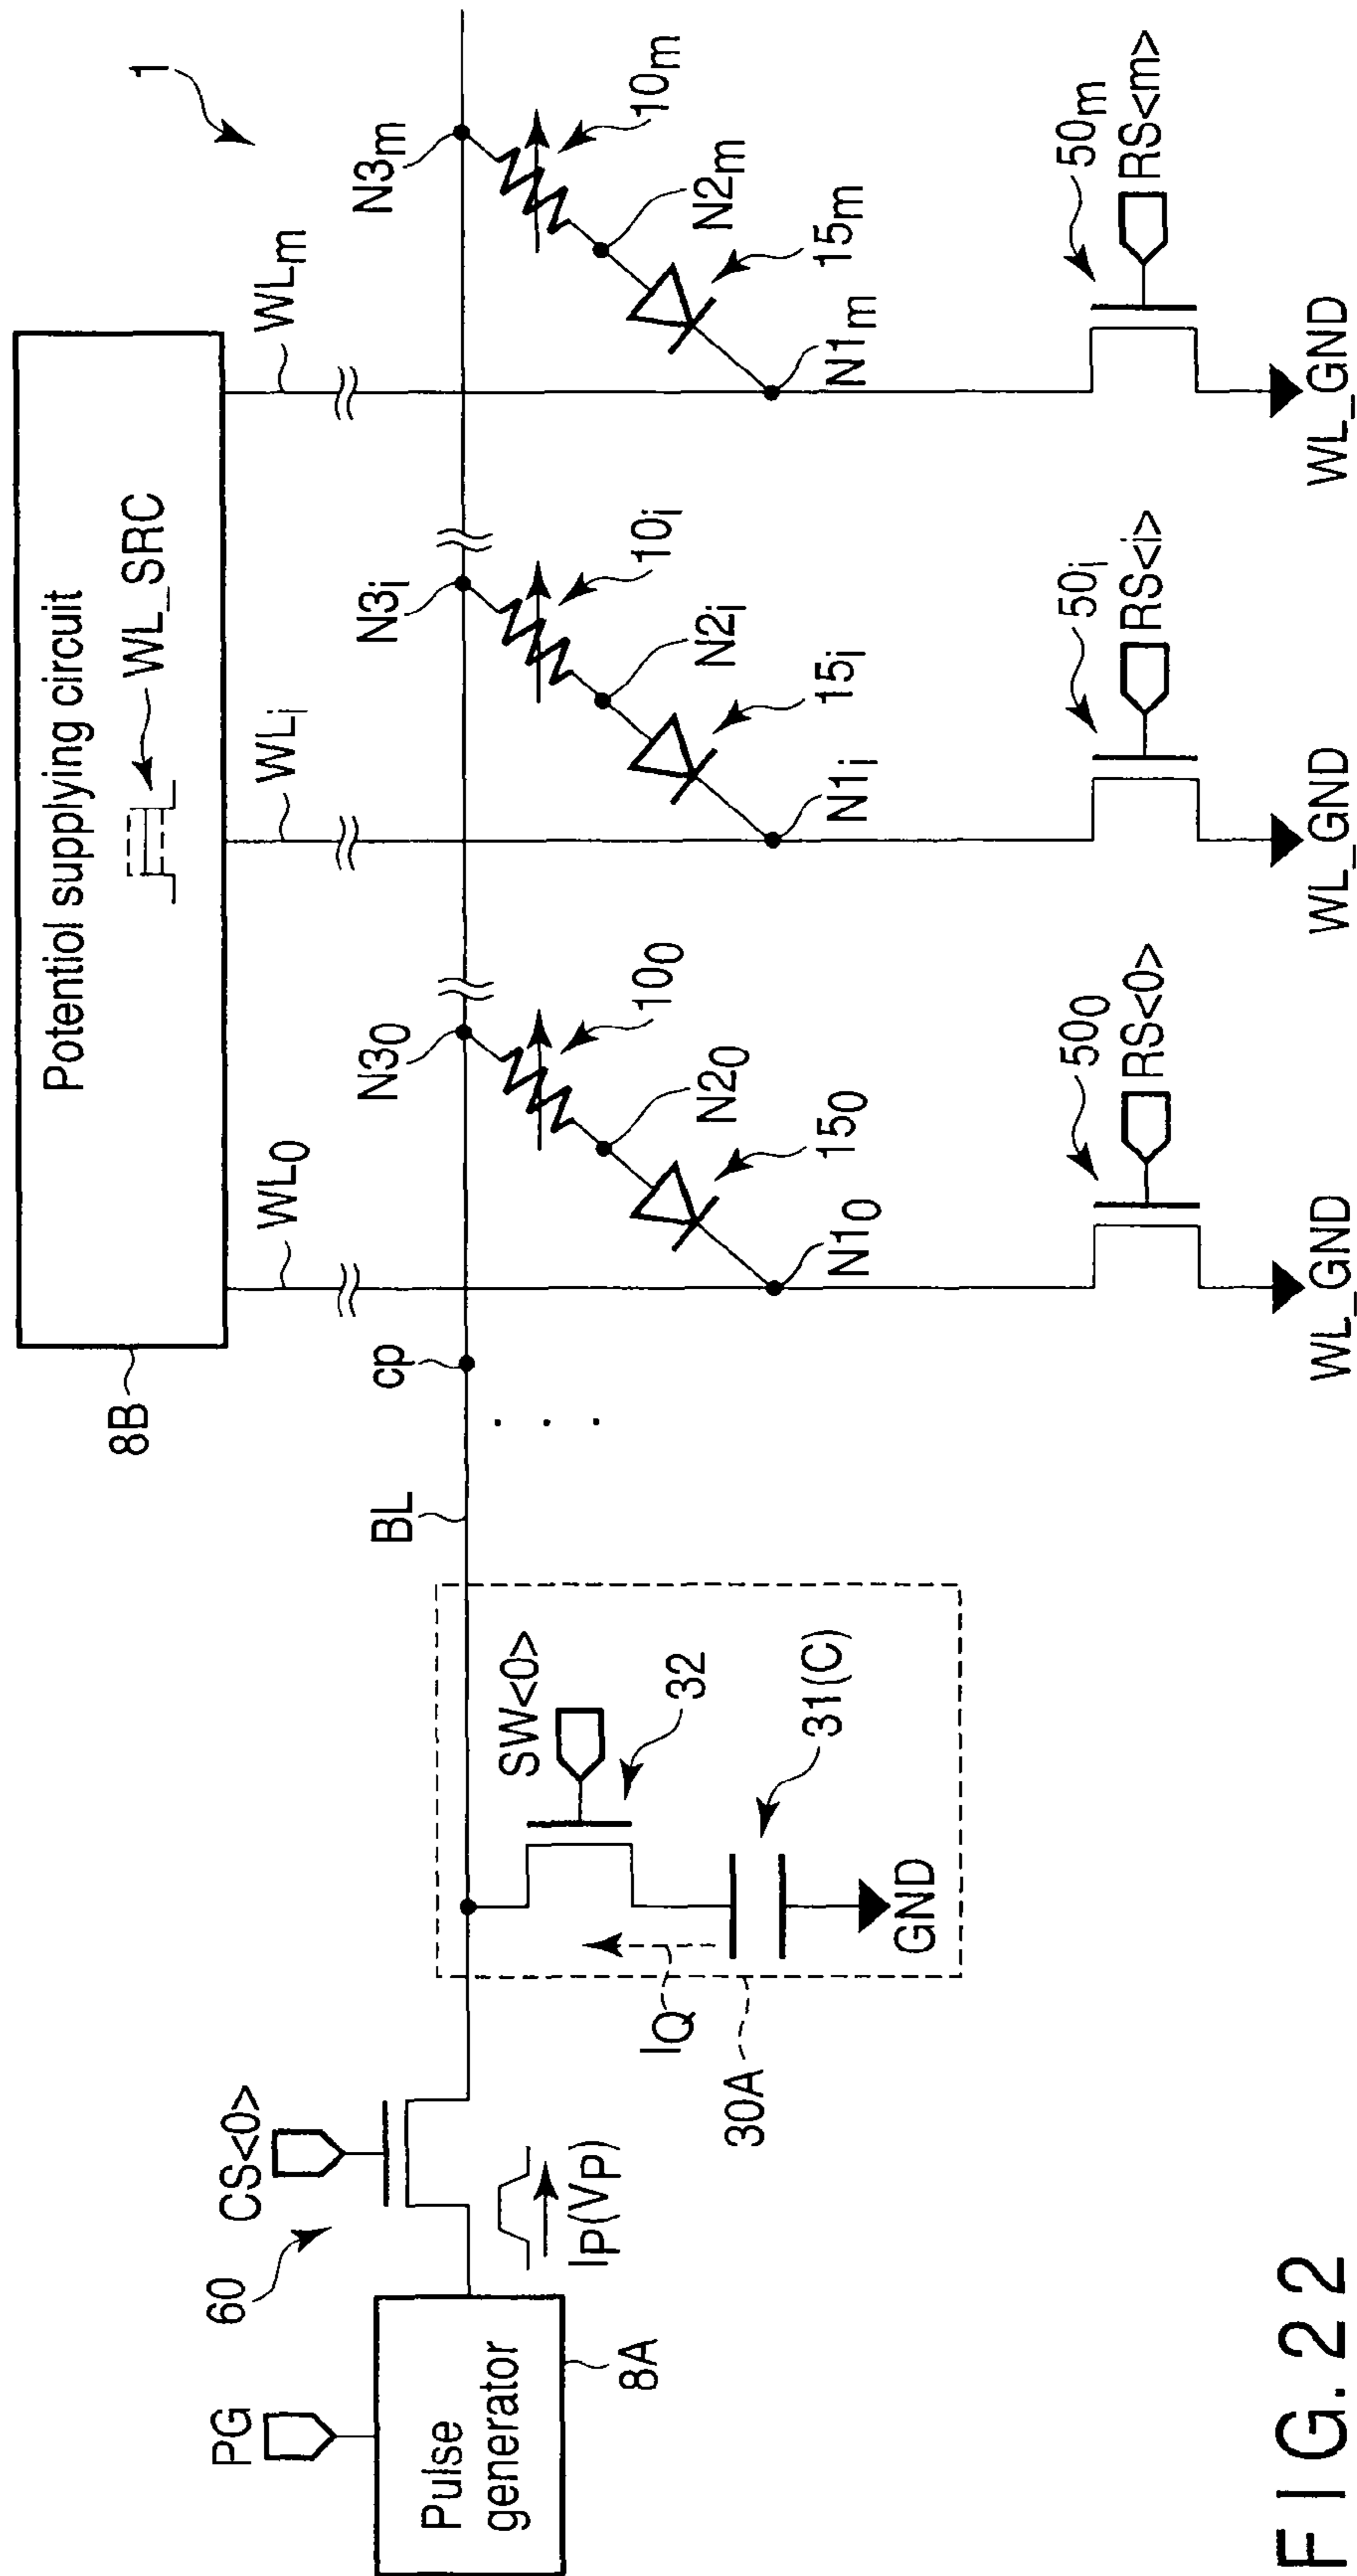 1
Potentiol supplying circuit
WL_SRC
8B
WL0
WLi
WLm
N30
N3i
N3m
100
10i
10m
N20
N2i
N2m
150
15i
15m
N10
N1i
N1m
500
50i
50m
RS<0>
RS<i>
RS<m>
WL_GND
WL_GND
WL_GND
cp
. . .
BL
SW<0>
32
31(C)
GND
IQ
30A
CS<0>
60
IP(VP)
PG
Pulse
generator
8A
FIG. 22